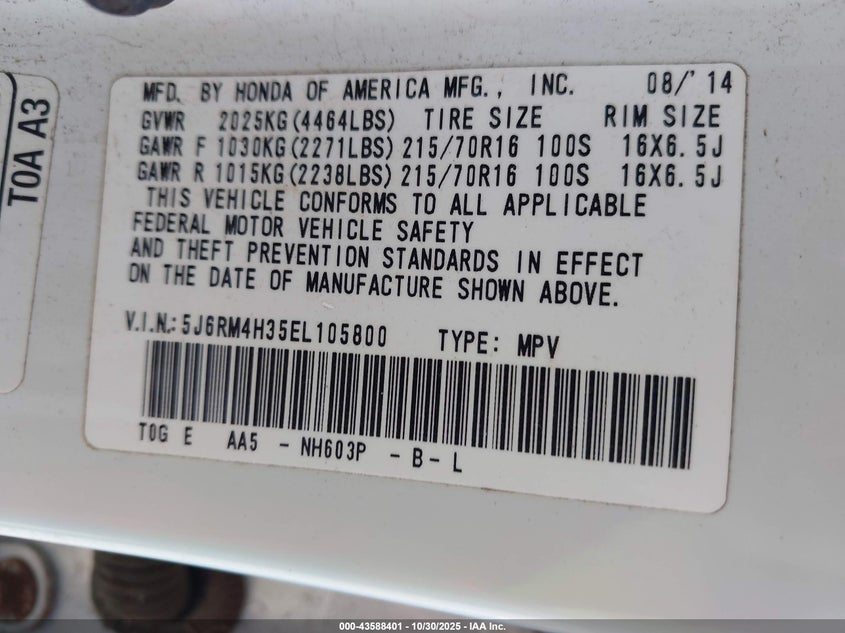 TOA A3
MFD. BY HONDA OF AMERICA MFG., INC. 08/'14
GVWR 2025KG(4464LBS) TIRE SIZE RIM SIZE
GAWR F 1030KG(2271LBS) 215/70R16 100S 16X6.5J
GAWR R 1015KG(2238LBS) 215/70R16 100S 16X6.5J
THIS VEHICLE CONFORMS TO ALL APPLICABLE
FEDERAL MOTOR VEHICLE SAFETY
AND THEFT PREVENTION STANDARDS IN EFFECT
ON THE DATE OF MANUFACTURE SHOWN ABOVE.
V.I.N.: 5J6RM4H35EL105800 TYPE: MPV
T0G E AA5 - NH603P - B - L
000-43588401 - 10/30/2025 - IAA Inc.